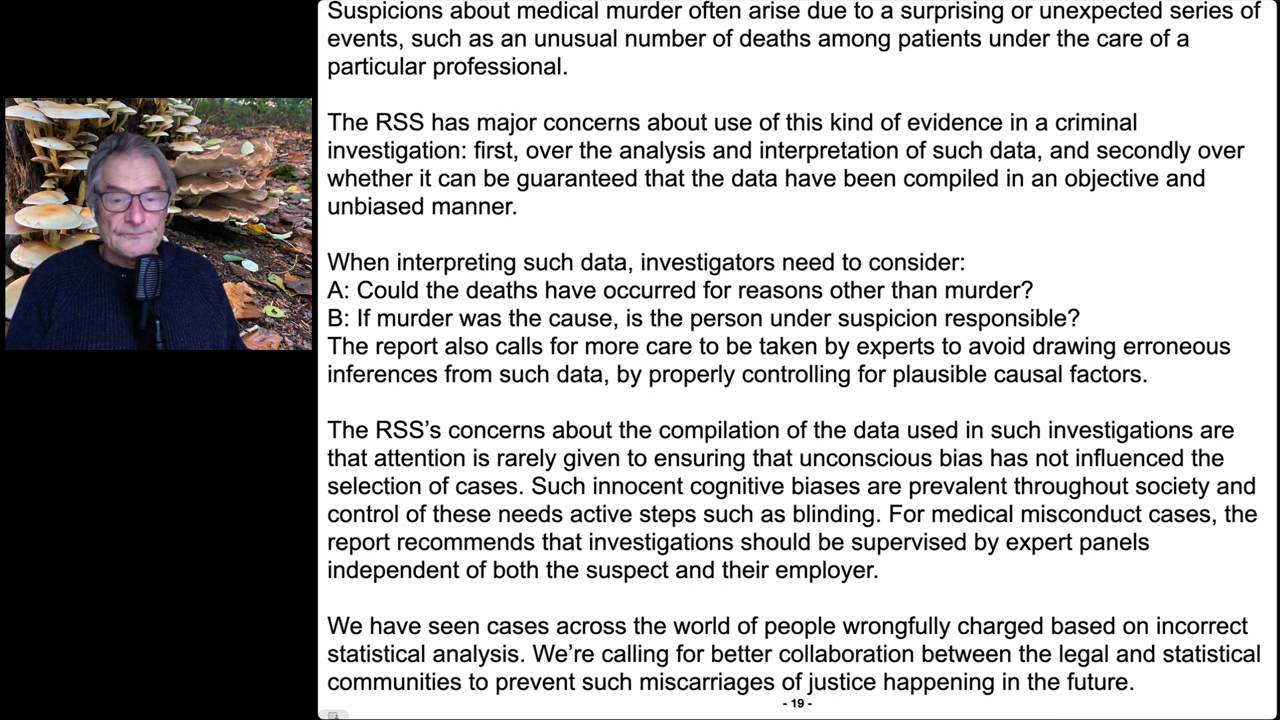 Suspicions about medical murder often arise due to a surprising or unexpected series of
events, such as an unusual number of deaths among patients under the care of a
particular professional.
The RSS has major concerns about use of this kind of evidence in a criminal
investigation: first, over the analysis and interpretation of such data, and secondly over
whether it can be guaranteed that the data have been compiled in an objective and
unbiased manner.
When interpreting such data, investigators need to consider:
A: Could the deaths have occurred for reasons other than murder?
B: If murder was the cause, is the person under suspicion responsible?
The report also calls for more care to be taken by experts to avoid drawing erroneous
inferences from such data, by properly controlling for plausible causal factors.
The RSS’s concerns about the compilation of the data used in such investigations are
that attention is rarely given to ensuring that unconscious bias has not influenced the
selection of cases. Such innocent cognitive biases are prevalent throughout society and
control of these needs active steps such as blinding. For medical misconduct cases, the
report recommends that investigations should be supervised by expert panels
independent of both the suspect and their employer.
We have seen cases across the world of people wrongfully charged based on incorrect
statistical analysis. We’re calling for better collaboration between the legal and statistical
communities to prevent such miscarriages of justice happening in the future.
- 19 -